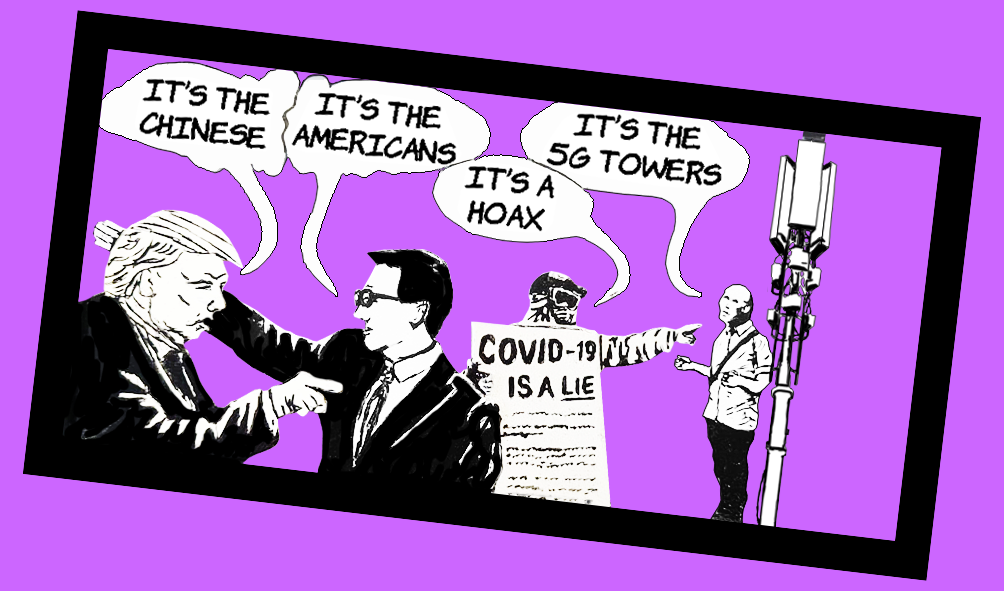 IT'S THE
CHINESE
IT'S THE
AMERICANS
IT'S A
HOAX
IT'S THE
5G TOWERS
COVID-19
IS A LIE